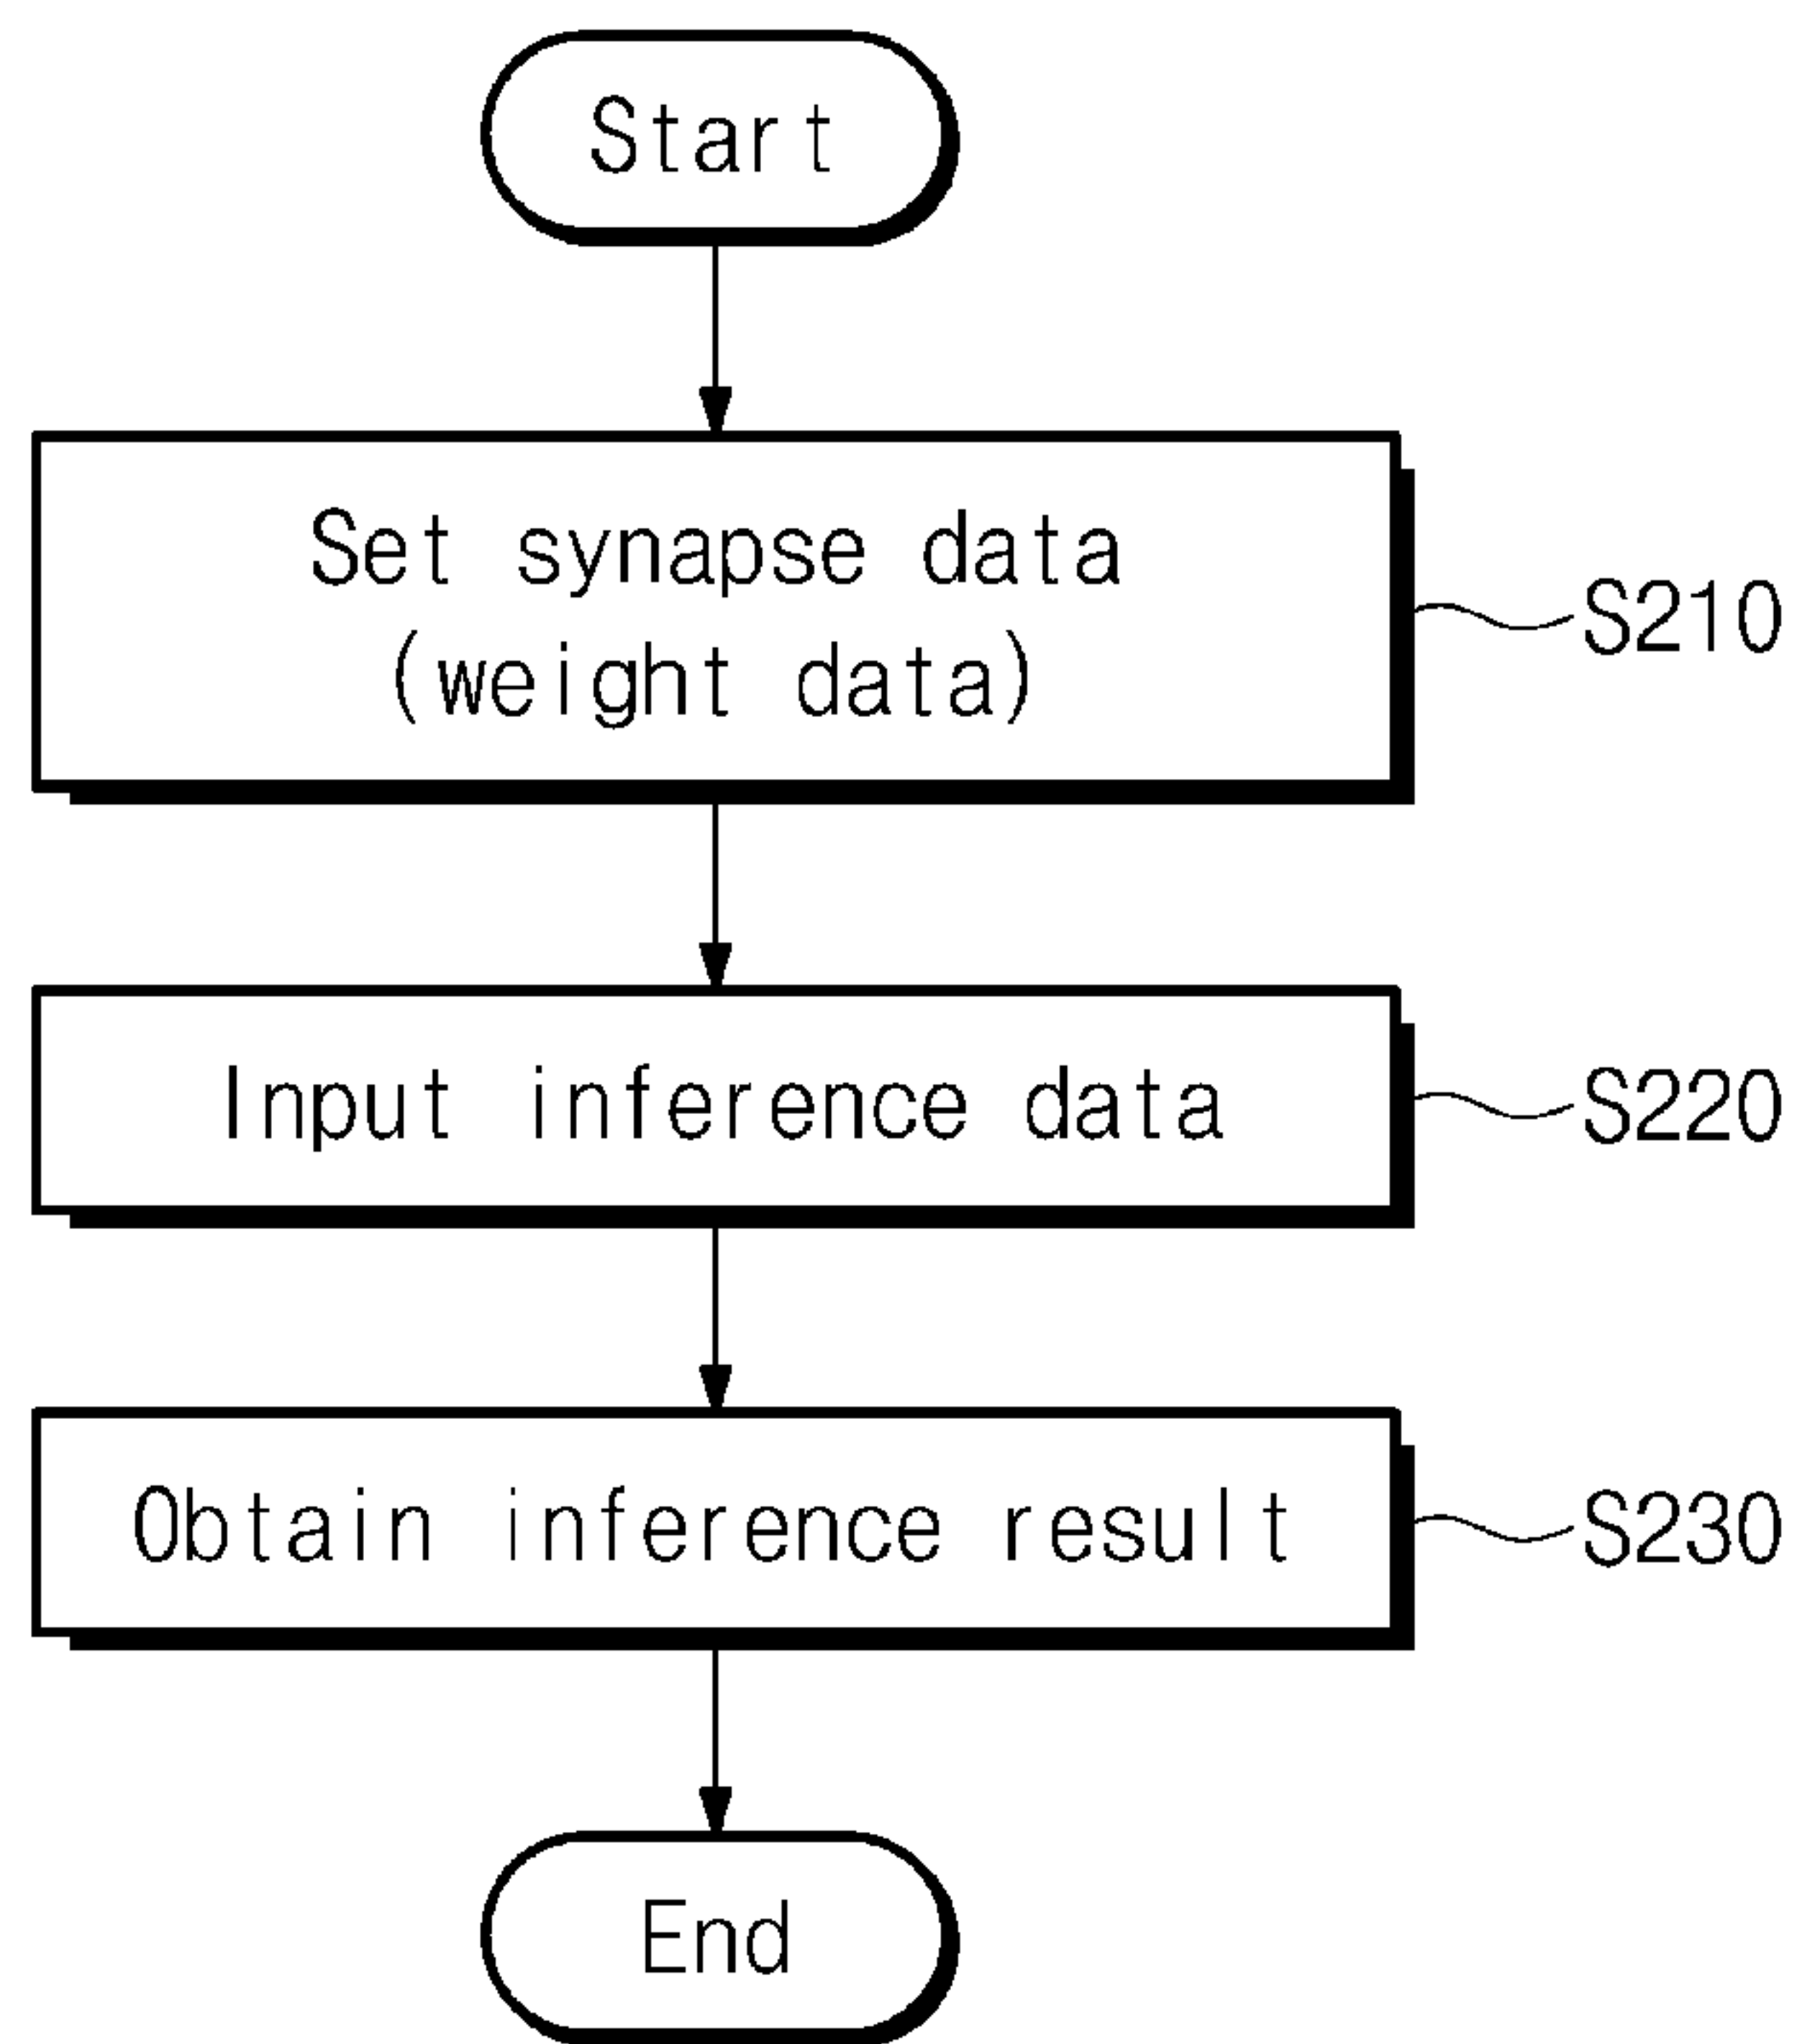 Start
Set synapse data
(weight data)
S210
Input inference data
S220
Obtain inference result
S230
End